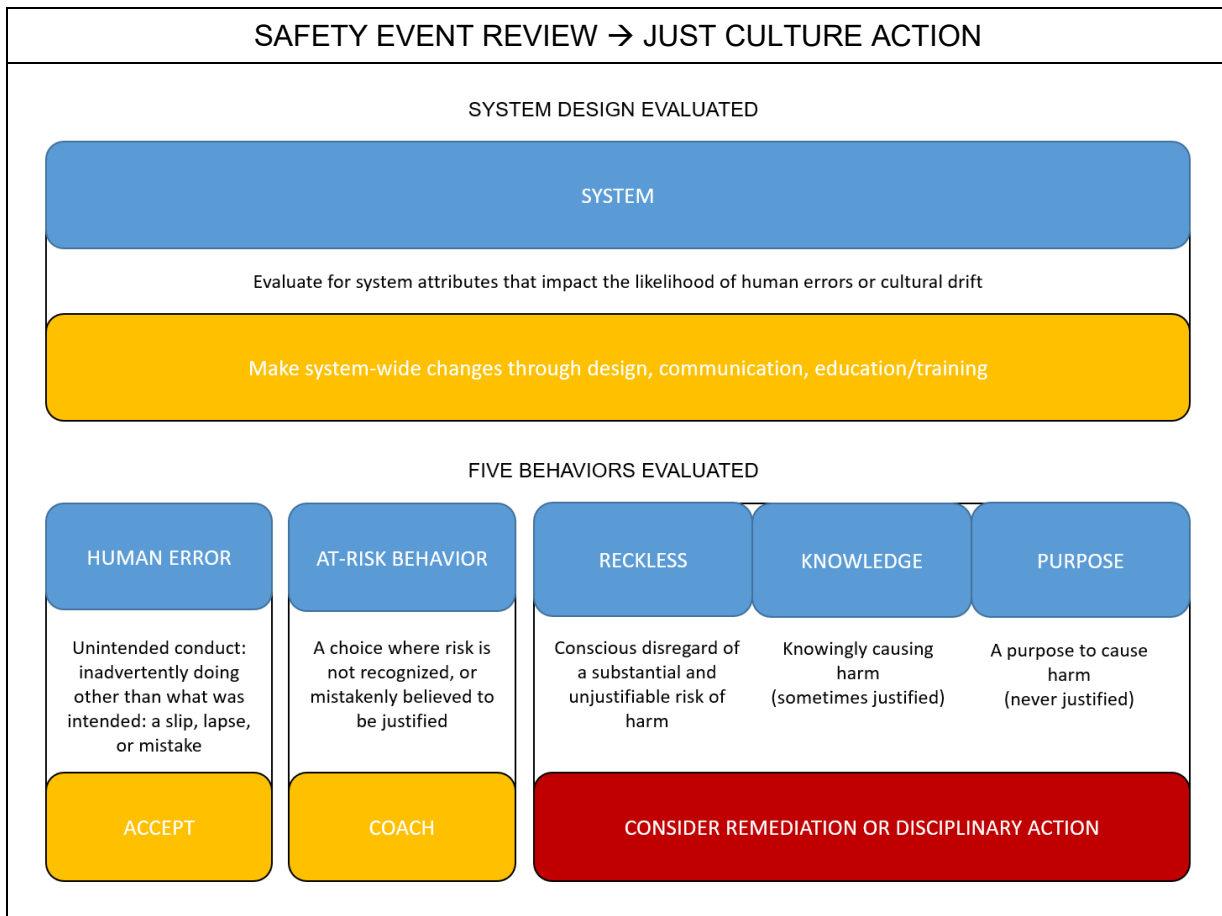 SAFETY EVENT REVIEW → JUST CULTURE ACTION
SYSTEM DESIGN EVALUATED
SYSTEM
Evaluate for system attributes that impact the likelihood of human errors or cultural drift
Make system-wide changes through design, communication, education/training
FIVE BEHAVIORS EVALUATED
HUMAN ERROR
Unintended conduct:
inadvertently doing
other than what was
intended: a slip, lapse,
or mistake
ACCEPT
AT-RISK BEHAVIOR
A choice where risk is
not recognized, or
mistakenly believed to
be justified
COACH
RECKLESS
Conscious disregard of
a substantial and
unjustifiable risk of
harm
KNOWLEDGE
Knowingly causing
harm
(sometimes justified)
PURPOSE
A purpose to cause
harm
(never justified)
CONSIDER REMEDIATION OR DISCIPLINARY ACTION